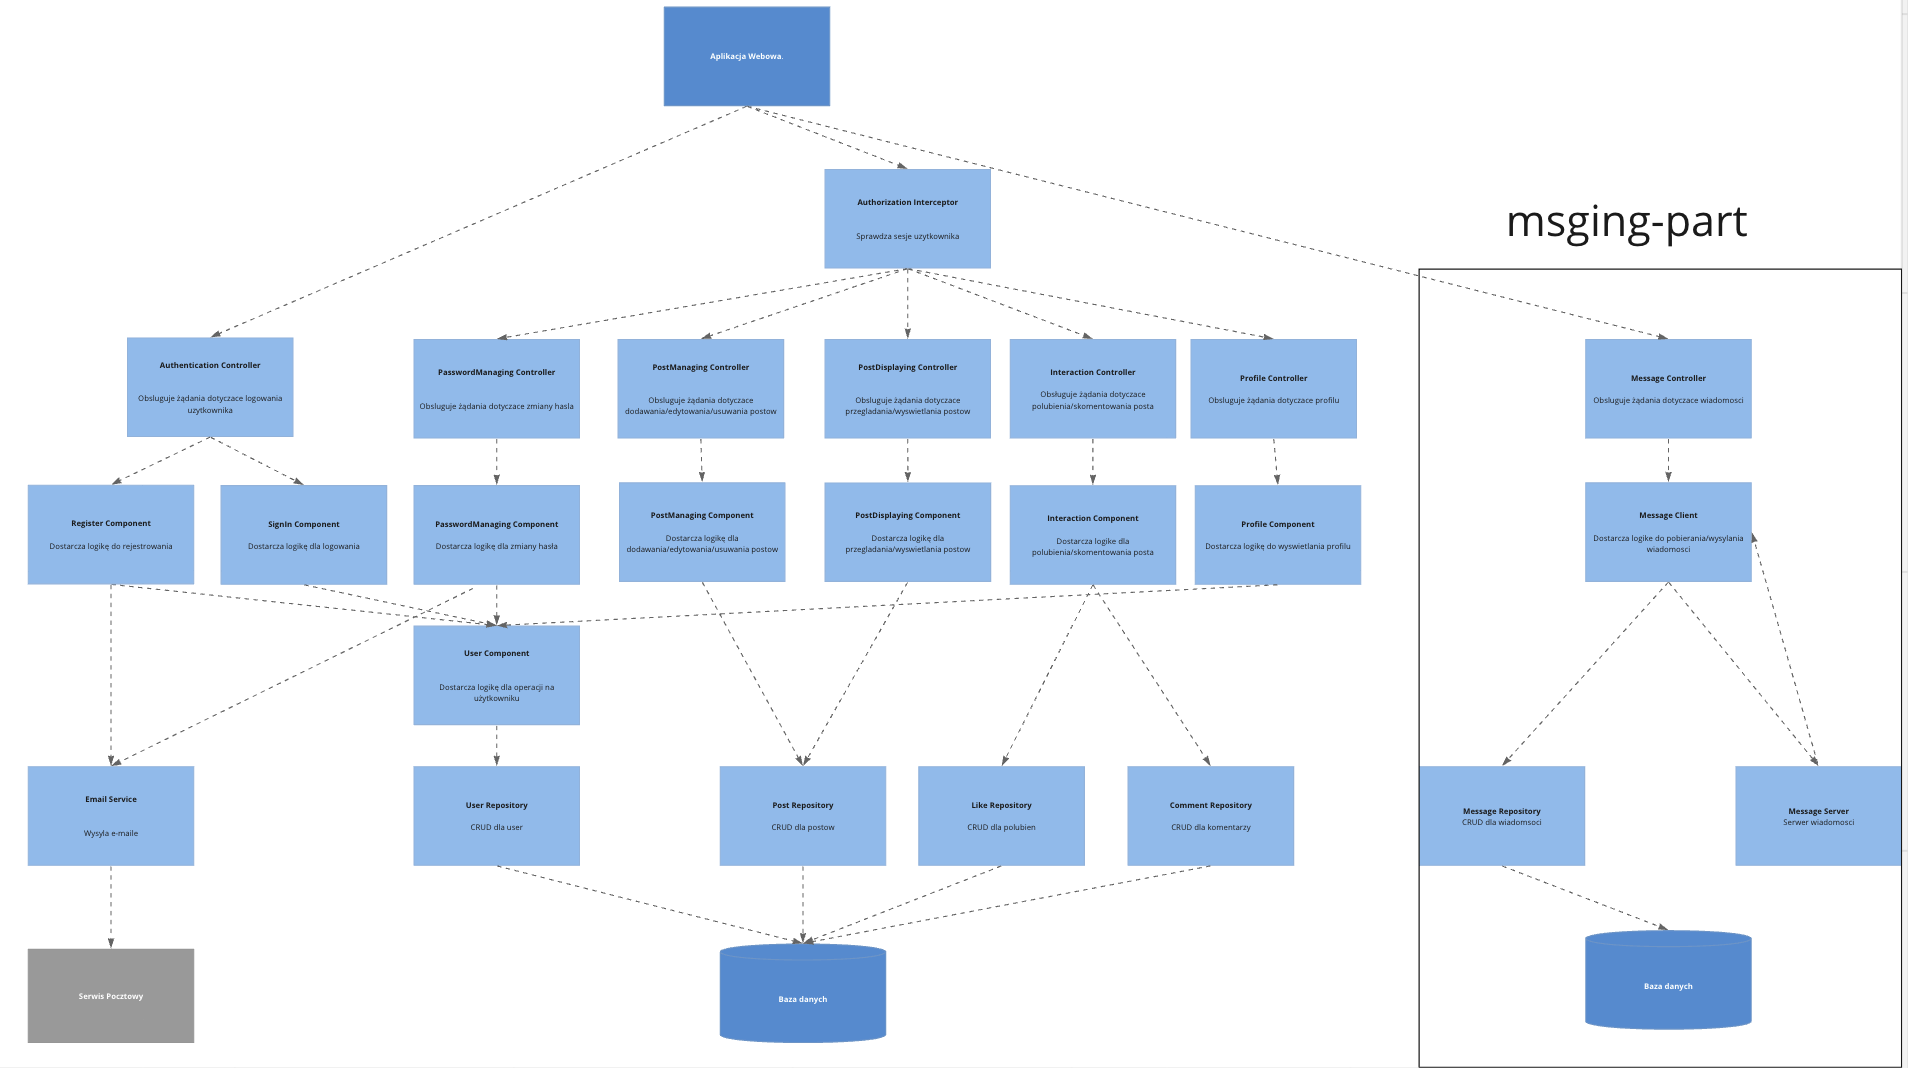 Aplikacja Webowa.
Authorization Interceptor
Sprawdza sesje uzytkownika
msging-part
Authentication Controller
Obsluguje żądania dotyczace logowania
uzytkownika
PasswordManaging Controller
Obsluguje żądania dotyczace zmiany hasla
PostManaging Controller
Obsluguje żądania dotyczace
dodawania/edytowania/usuwania postow
PostDisplaying Controller
Obsluguje żądania dotyczace
przegladania/wyswietlania postow
Interaction Controller
Obsługuje żądania dotyczace
polubienia/skomentowania posta
Profile Controller
Obsluguje żądania dotyczace profilu
Message Controller
Obsluguje żądania dotyczace wiadomosci
Register Component
Dostarcza logikę do rejestrowania
SignIn Component
Dostarcza logikę dla logowania
PasswordManaging Component
Dostarcza logikę dla zmiany hasła
PostManaging Component
Dostarcza logikę dla
dodawania/edytowania/usuwania postow
PostDisplaying Component
Dostarcza logikę dla
przegladania/wyswietlania postow
Interaction Component
Dostarcza logike dla
polubienia/skomentowania posta
Profile Component
Dostarcza logikę do wyswietlania profilu
Message Client
Dostarcza logike do pobierania/wysylania
wiadomosci
User Component
Dostarcza logikę dla operacji na
użytkowniku
Email Service
Wysyla e-maile
User Repository
CRUD dla user
Post Repository
CRUD dla postow
Like Repository
CRUD dla polubien
Comment Repository
CRUD dla komentarzy
Message Repository
CRUD dla wiadomsoci
Message Server
Serwer wiadomosci
Serwis Pocztowy
Baza danych
Baza danych